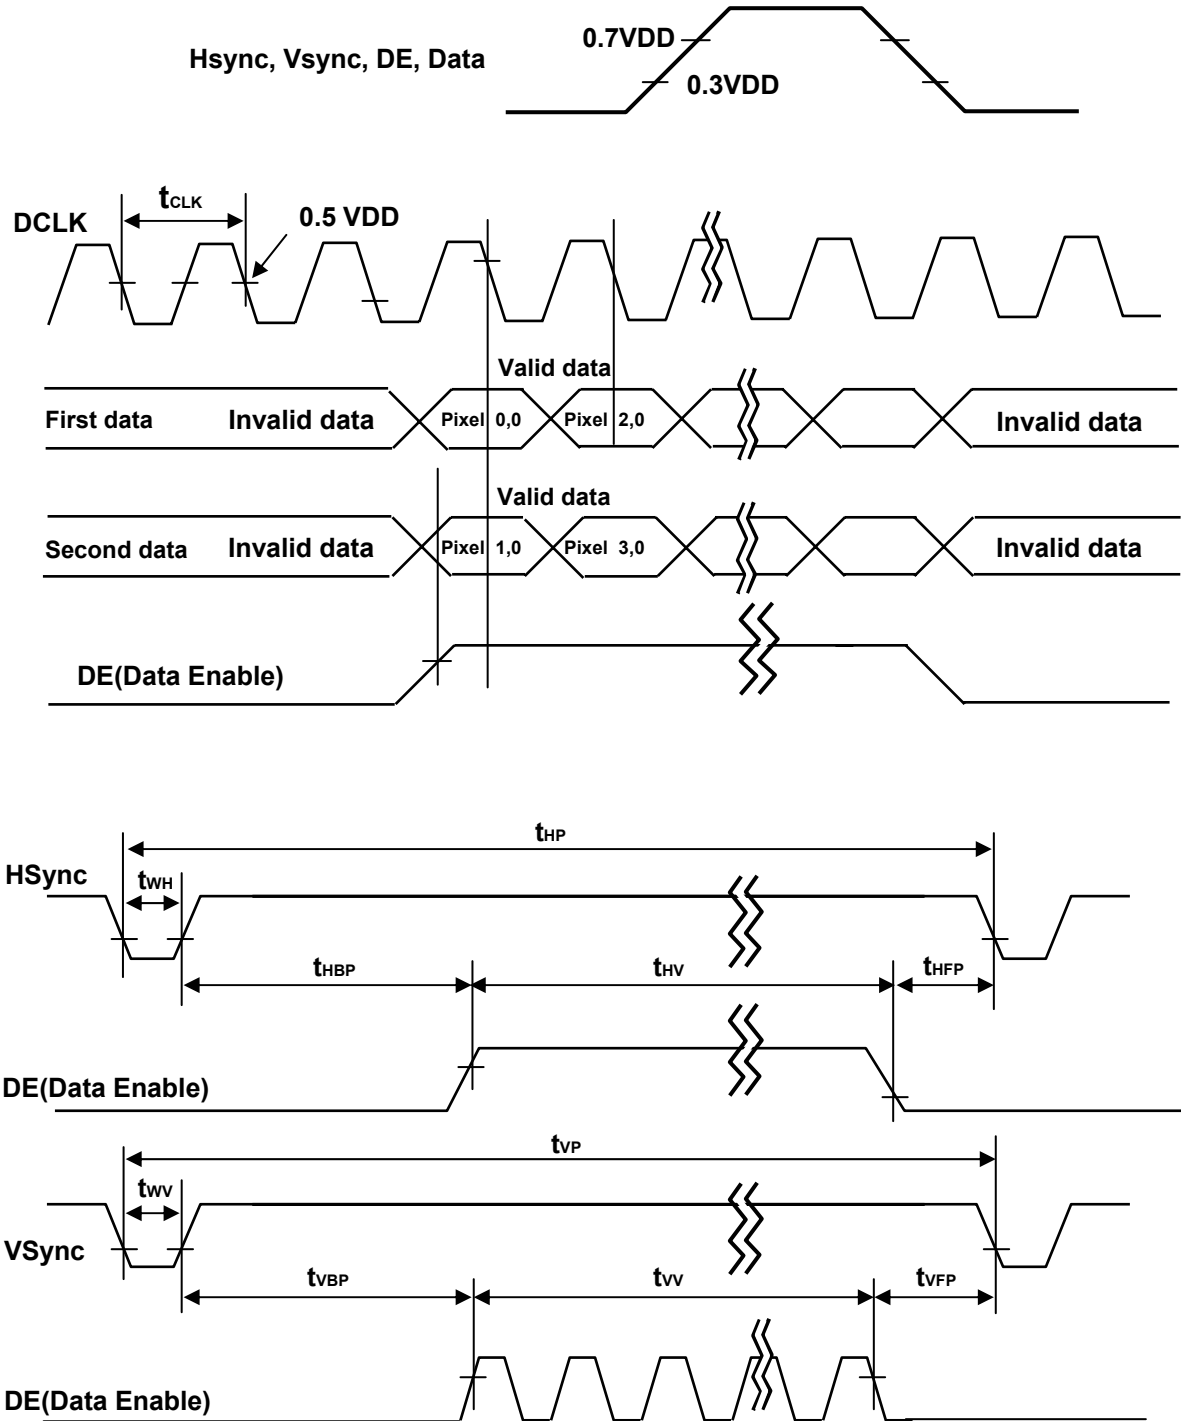 Hsync, Vsync, DE, Data
0.7VDD
0.3VDD
DCLK
tCLK
0.5 VDD
Valid data
First data
Invalid data
Pixel 0,0
Pixel 2,0
Invalid data
Valid data
Second data
Invalid data
Pixel 1,0
Pixel 3,0
Invalid data
DE(Data Enable)
tHP
HSync
tWH
tHBP
tHV
tHFP
DE(Data Enable)
tVP
tWV
VSync
tVBP
tVV
tVFP
DE(Data Enable)